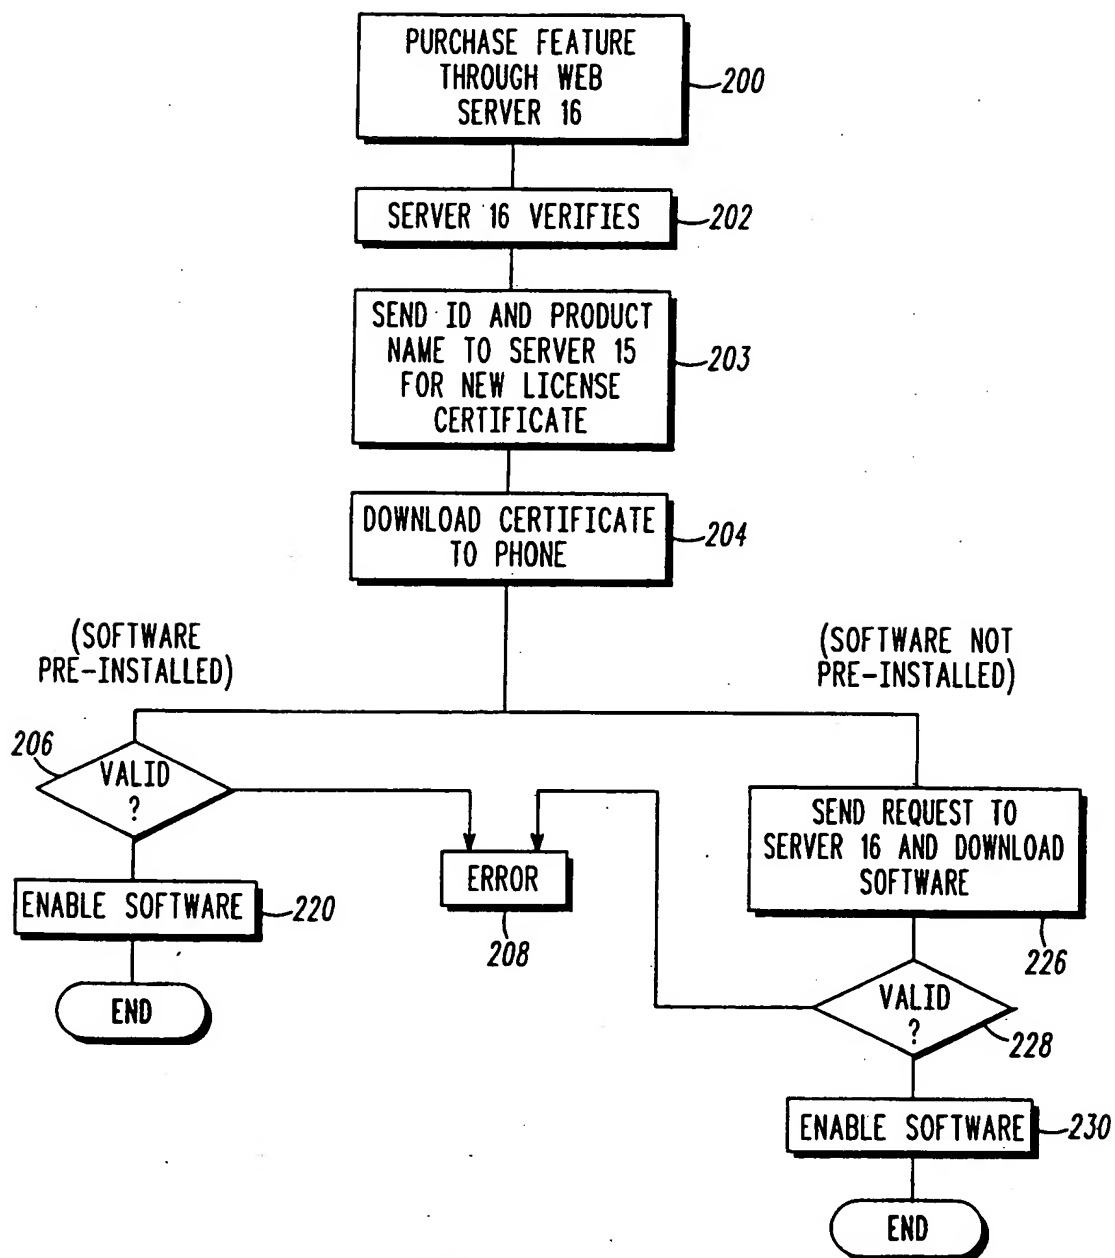 PURCHASE FEATURE
THROUGH WEB
SERVER 16
200
SERVER 16 VERIFIES
202
SEND ID AND PRODUCT
NAME TO SERVER 15
FOR NEW LICENSE
CERTIFICATE
203
DOWNLOAD CERTIFICATE
TO PHONE
204
(SOFTWARE
PRE-INSTALLED)
(SOFTWARE NOT
PRE-INSTALLED)
206
VALID
?
SEND REQUEST TO
SERVER 16 AND DOWNLOAD
SOFTWARE
226
ERROR
208
ENABLE SOFTWARE
220
END
VALID
?
228
ENABLE SOFTWARE
230
END